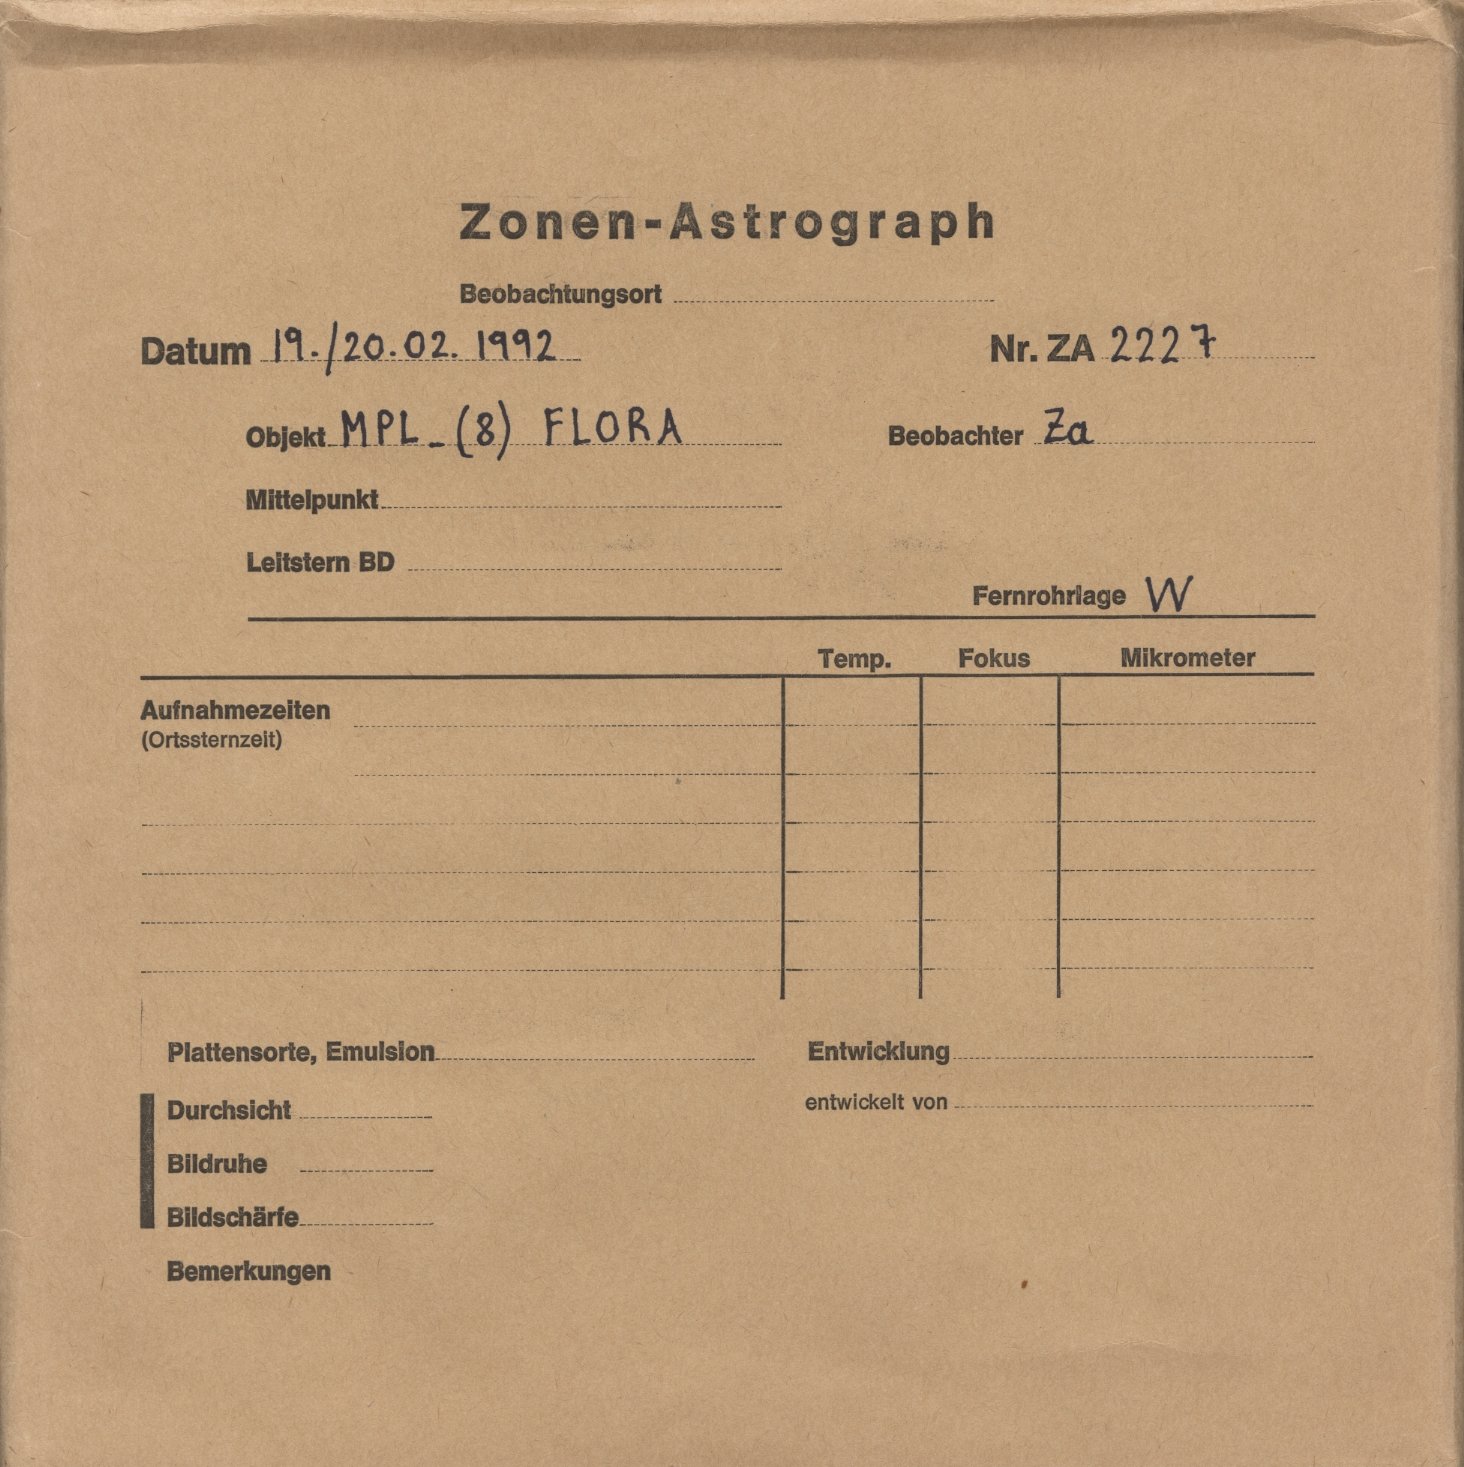 Zonen-Astrograph
Beobachtungsort
Datum 19./20.02.1992 Nr. ZA 2227
Objekt MPL_(8) FLORA Beobachter Za
Mittelpunkt
Leitstern BD
Fernrohrlage W
Temp. Fokus Mikrometer
Aufnahmezeiten
(Ortssternzeit)
Plattensorte, Emulsion Entwicklung
Durchsicht entwickelt von
Bildruhe
Bildschärfe
Bemerkungen